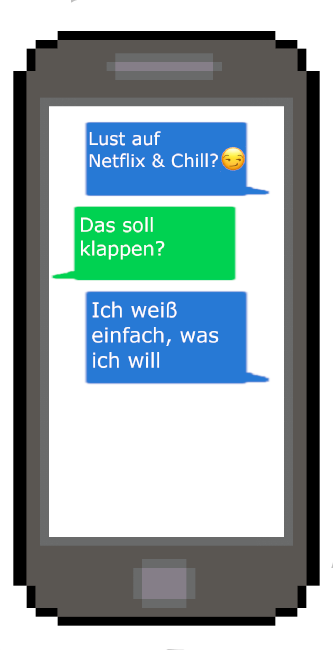 Lust auf
Netflix & Chill?😏
Das soll
klappen?
Ich weiß
einfach, was
ich will